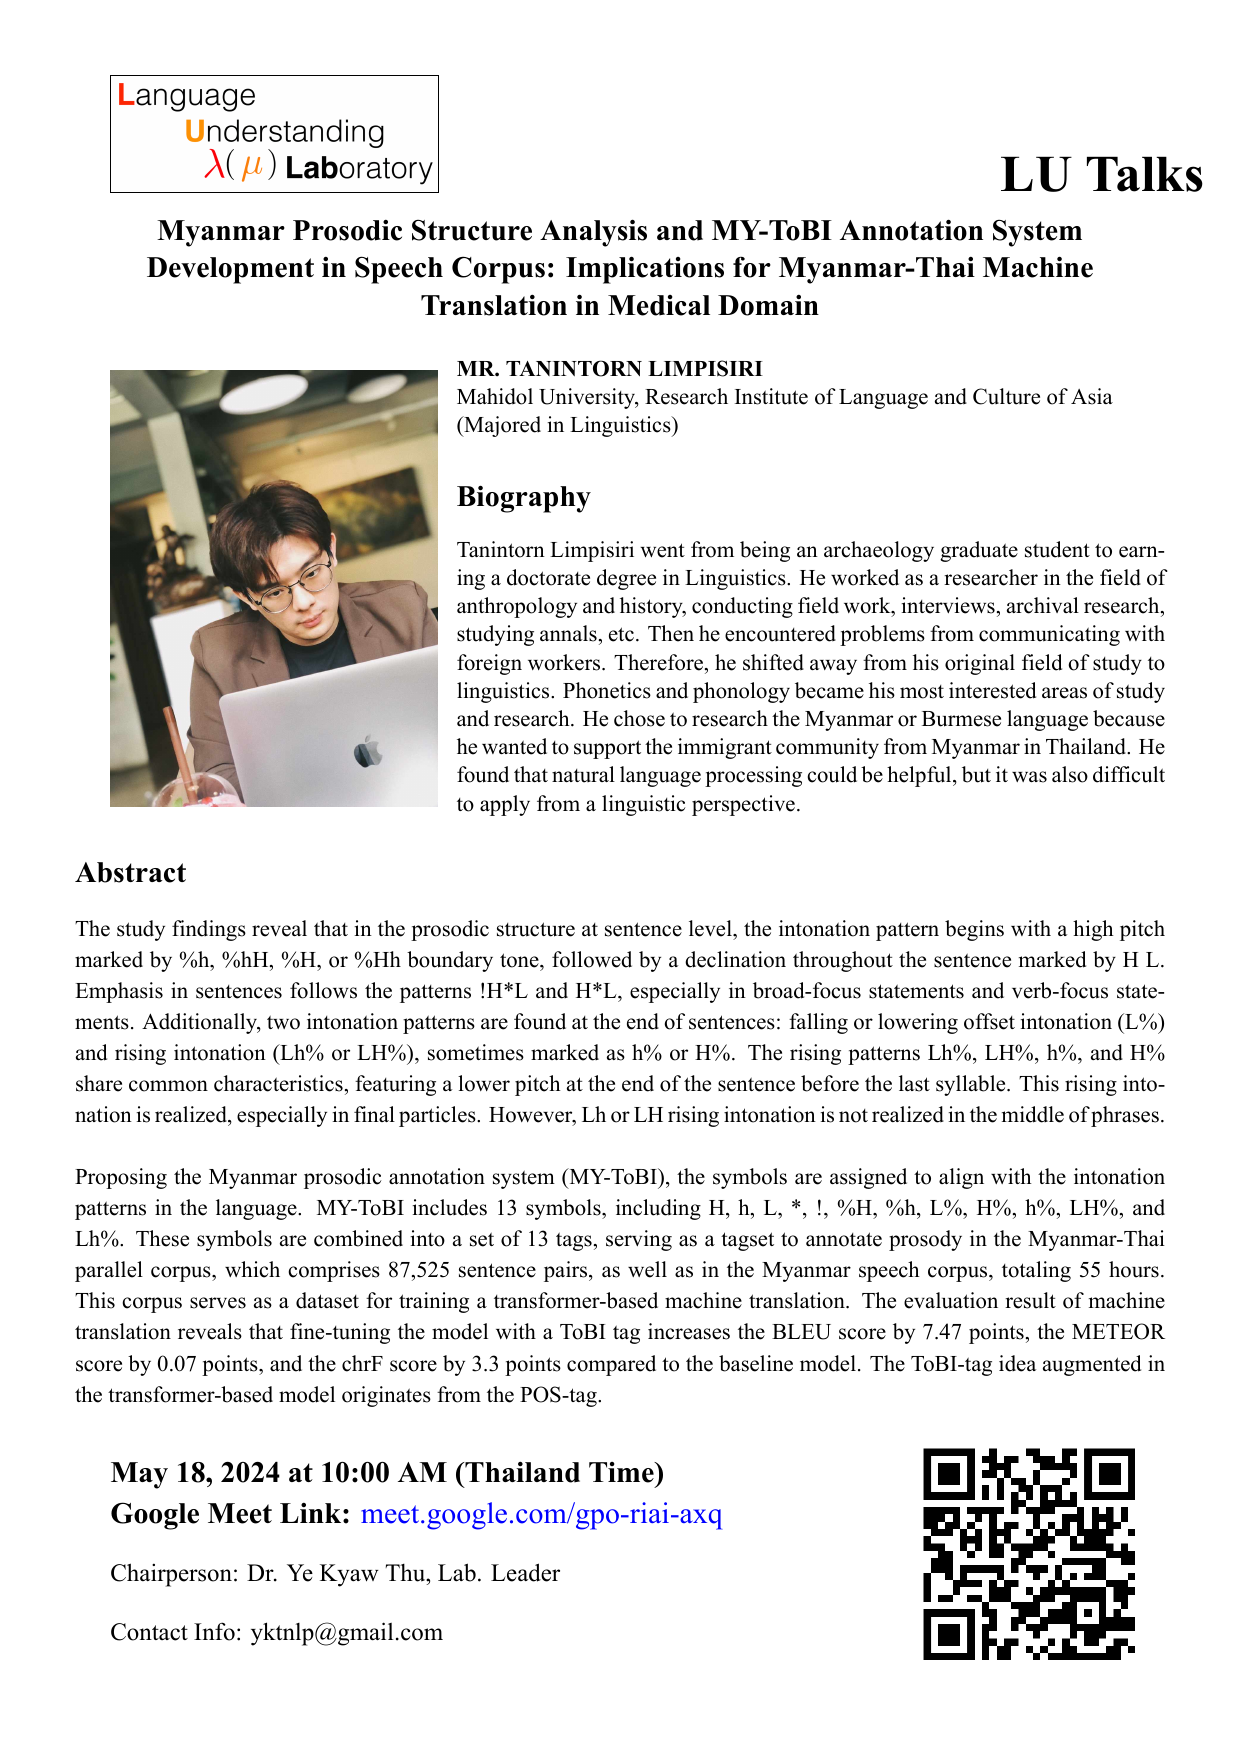 Language
Understanding
λ(μ) Laboratory
LU Talks
Myanmar Prosodic Structure Analysis and MY-ToBI Annotation System
Development in Speech Corpus: Implications for Myanmar-Thai Machine
Translation in Medical Domain
MR. TANINTORN LIMPISIRI
Mahidol University, Research Institute of Language and Culture of Asia
(Majored in Linguistics)
Biography
Tanintorn Limpisiri went from being an archaeology graduate student to earn-
ing a doctorate degree in Linguistics. He worked as a researcher in the field of
anthropology and history, conducting field work, interviews, archival research,
studying annals, etc. Then he encountered problems from communicating with
foreign workers. Therefore, he shifted away from his original field of study to
linguistics. Phonetics and phonology became his most interested areas of study
and research. He chose to research the Myanmar or Burmese language because
he wanted to support the immigrant community from Myanmar in Thailand. He
found that natural language processing could be helpful, but it was also difficult
to apply from a linguistic perspective.
Abstract
The study findings reveal that in the prosodic structure at sentence level, the intonation pattern begins with a high pitch
marked by %h, %hH, %H, or %Hh boundary tone, followed by a declination throughout the sentence marked by H L.
Emphasis in sentences follows the patterns !H*L and H*L, especially in broad-focus statements and verb-focus state-
ments. Additionally, two intonation patterns are found at the end of sentences: falling or lowering offset intonation (L%)
and rising intonation (Lh% or LH%), sometimes marked as h% or H%. The rising patterns Lh%, LH%, h%, and H%
share common characteristics, featuring a lower pitch at the end of the sentence before the last syllable. This rising into-
nation is realized, especially in final particles. However, Lh or LH rising intonation is not realized in the middle of phrases.
Proposing the Myanmar prosodic annotation system (MY-ToBI), the symbols are assigned to align with the intonation
patterns in the language. MY-ToBI includes 13 symbols, including H, h, L, *, !, %H, %h, L%, H%, h%, LH%, and
Lh%. These symbols are combined into a set of 13 tags, serving as a tagset to annotate prosody in the Myanmar-Thai
parallel corpus, which comprises 87,525 sentence pairs, as well as in the Myanmar speech corpus, totaling 55 hours.
This corpus serves as a dataset for training a transformer-based machine translation. The evaluation result of machine
translation reveals that fine-tuning the model with a ToBI tag increases the BLEU score by 7.47 points, the METEOR
score by 0.07 points, and the chrF score by 3.3 points compared to the baseline model. The ToBI-tag idea augmented in
the transformer-based model originates from the POS-tag.
May 18, 2024 at 10:00 AM (Thailand Time)
Google Meet Link: meet.google.com/gpo-riai-axq
Chairperson: Dr. Ye Kyaw Thu, Lab. Leader
Contact Info: yktnlp@gmail.com